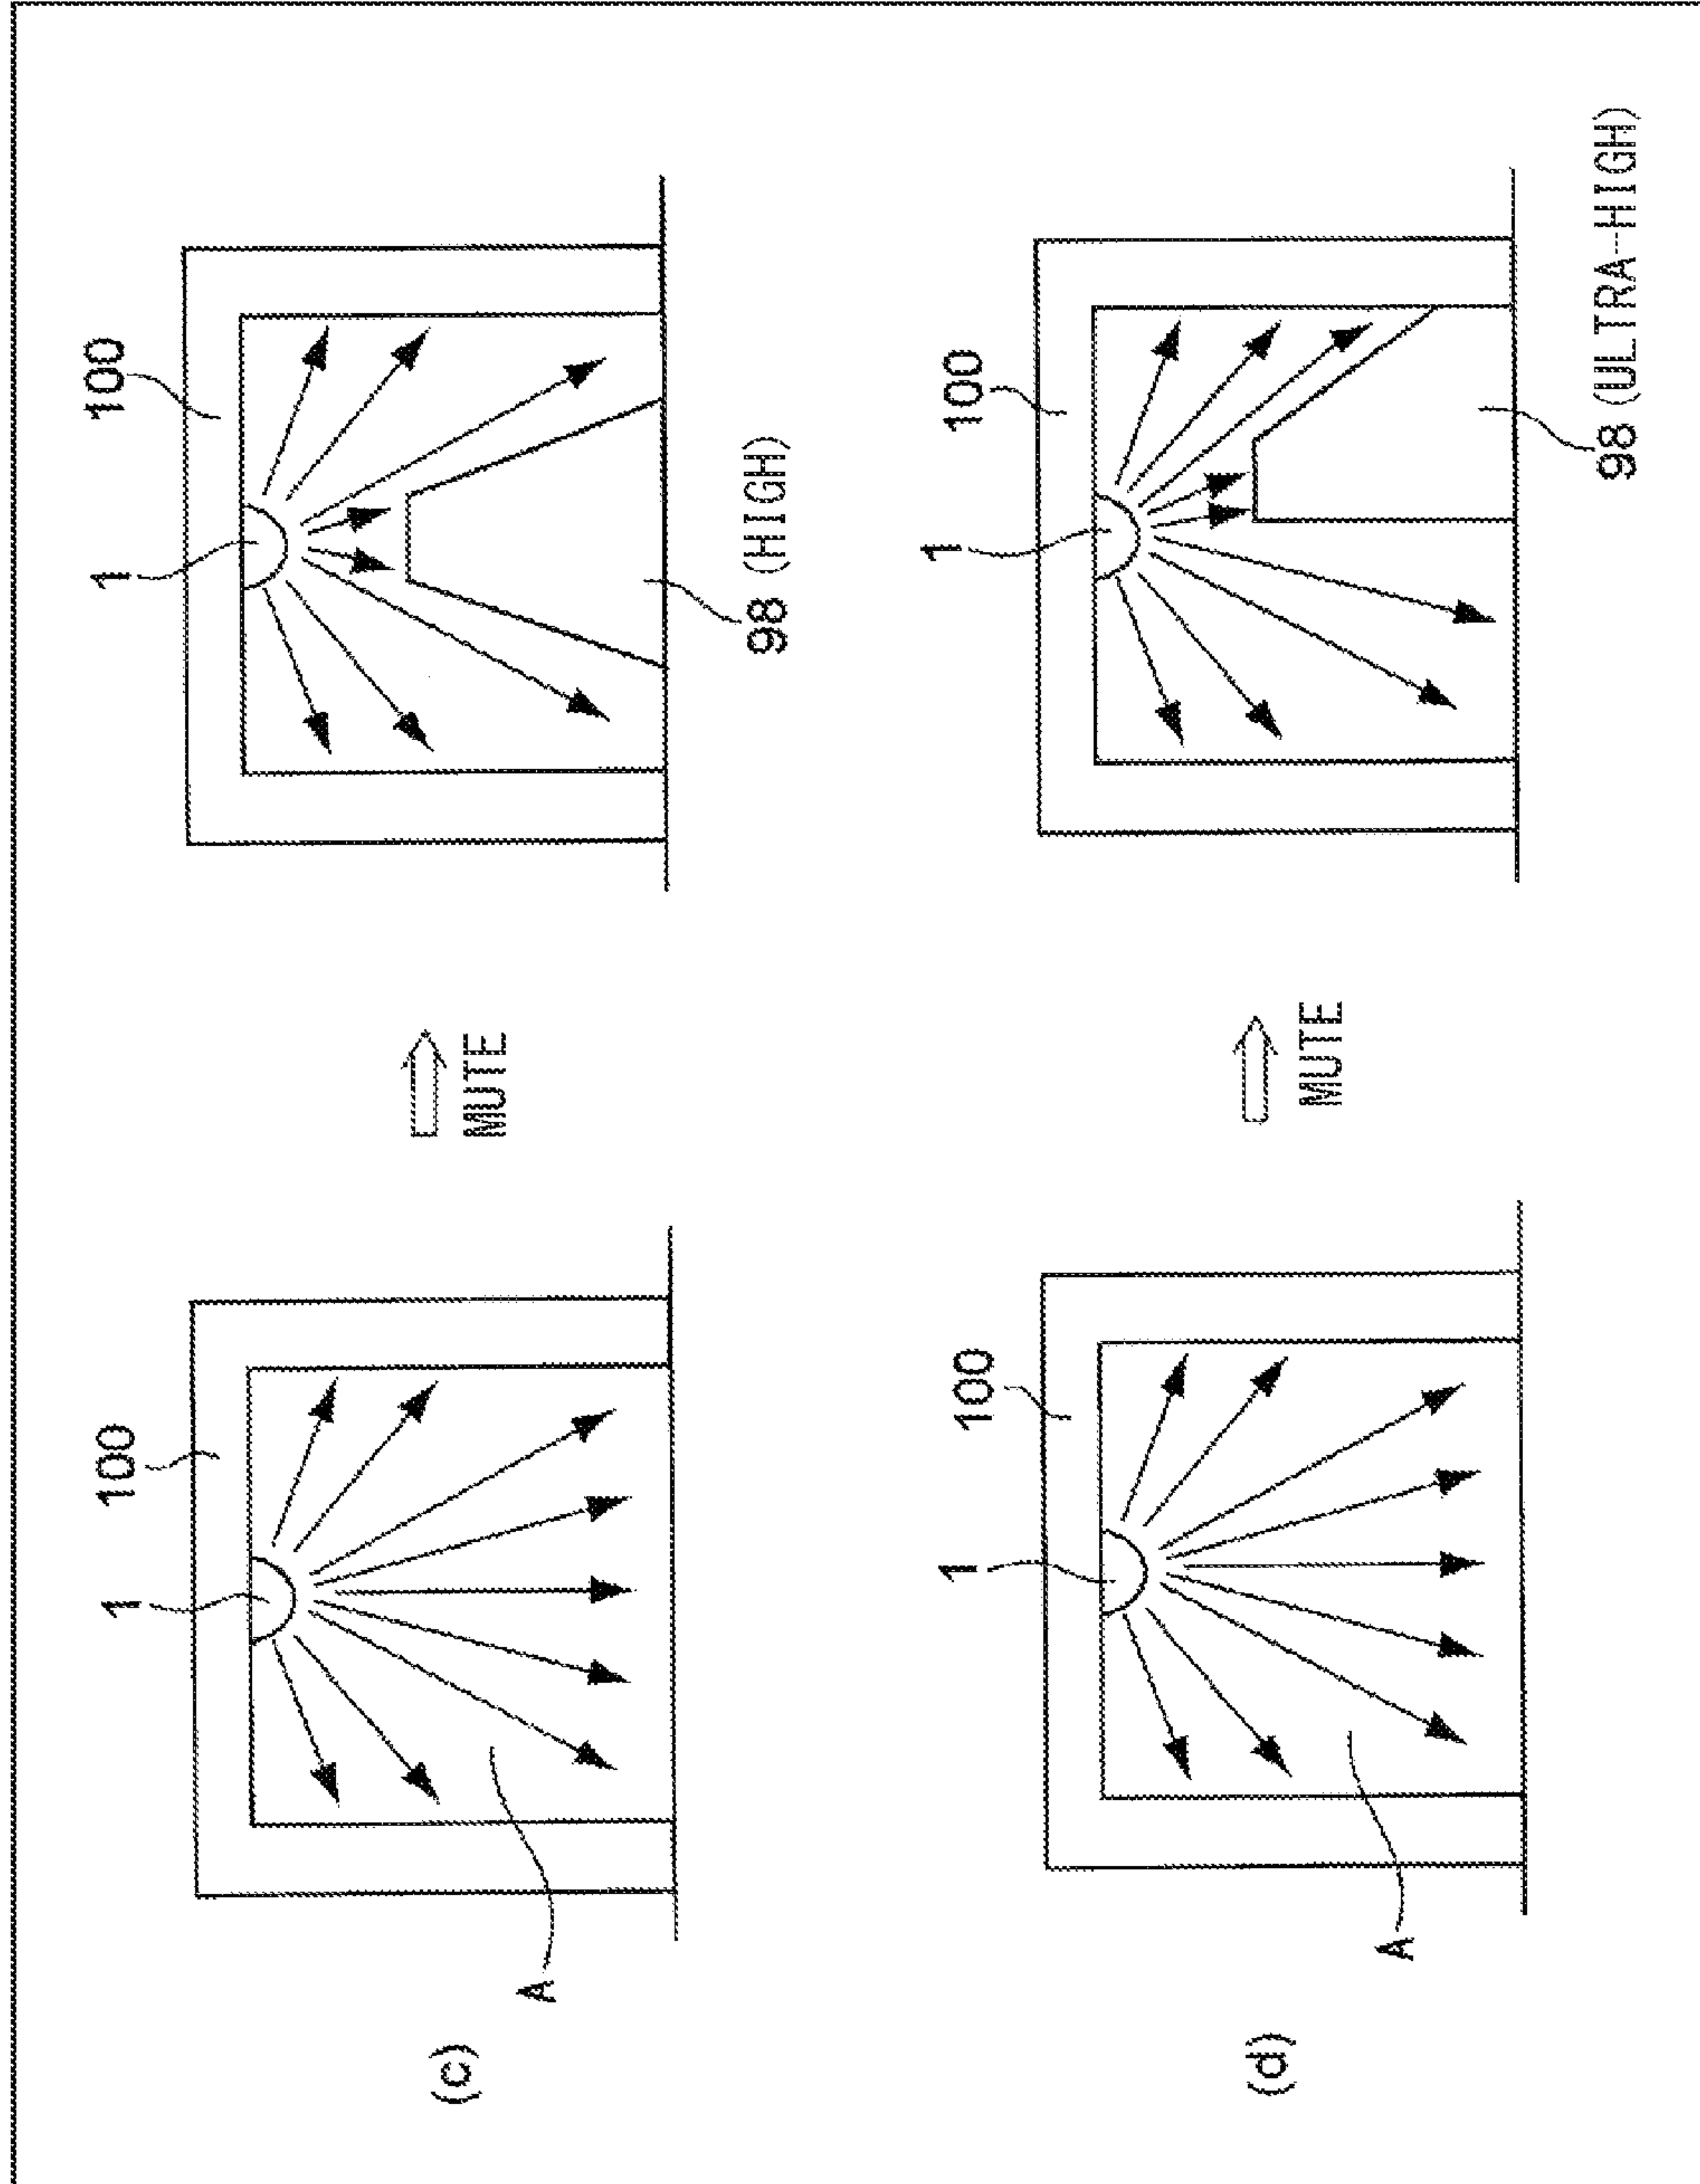 (c)
A
1
100
MUTE
1
100
98 (HIGH)
(d)
A
1
100
MUTE
1
100
98 (ULTRA-HIGH)